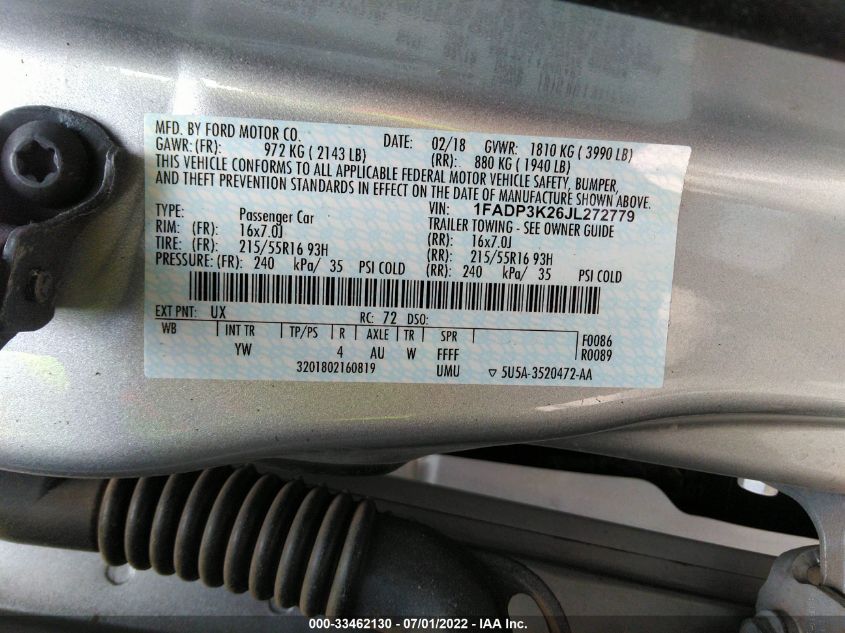 MFD. BY FORD MOTOR CO. DATE: 02/18 GVWR: 1810 KG ( 3990 LB)
GAWR: (FR): 972 KG ( 2143 LB) (RR): 880 KG ( 1940 LB)
THIS VEHICLE CONFORMS TO ALL APPLICABLE FEDERAL MOTOR VEHICLE SAFETY, BUMPER,
AND THEFT PREVENTION STANDARDS IN EFFECT ON THE DATE OF MANUFACTURE SHOWN ABOVE.
VIN: 1FADP3K26JL272779
TYPE: Passenger Car TRAILER TOWING - SEE OWNER GUIDE
RIM: (FR): 16x7.0J (RR): 16x7.0J
TIRE: (FR): 215/55R16 93H (RR): 215/55R16 93H
PRESSURE: (FR): 240 kPa/ 35 PSI COLD (RR): 240 kPa/ 35 PSI COLD
EXT PNT: UX RC: 72 DSO:
WB INT TR TP/PS R AXLE TR SPR F0086
YW 4 AU W FFFF R0089
3201802160819 UMU ▽ 5U5A-3520472-AA
000-33462130 - 07/01/2022 - IAA Inc.